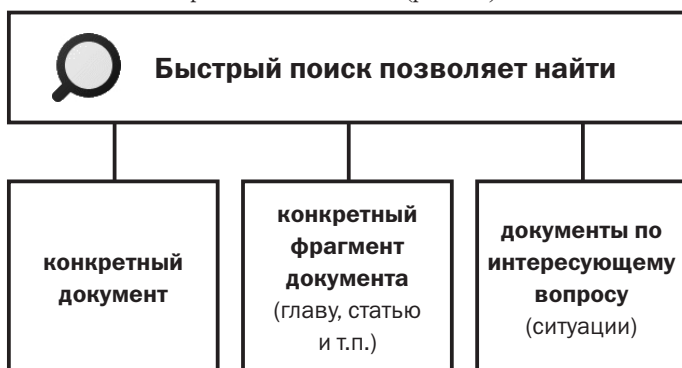 Быстрый поиск позволяет найти
конкретный
документ
конкретный
фрагмент
документа
(главу, статью
и т.п.)
документы по
интересующему
вопросу
(ситуации)